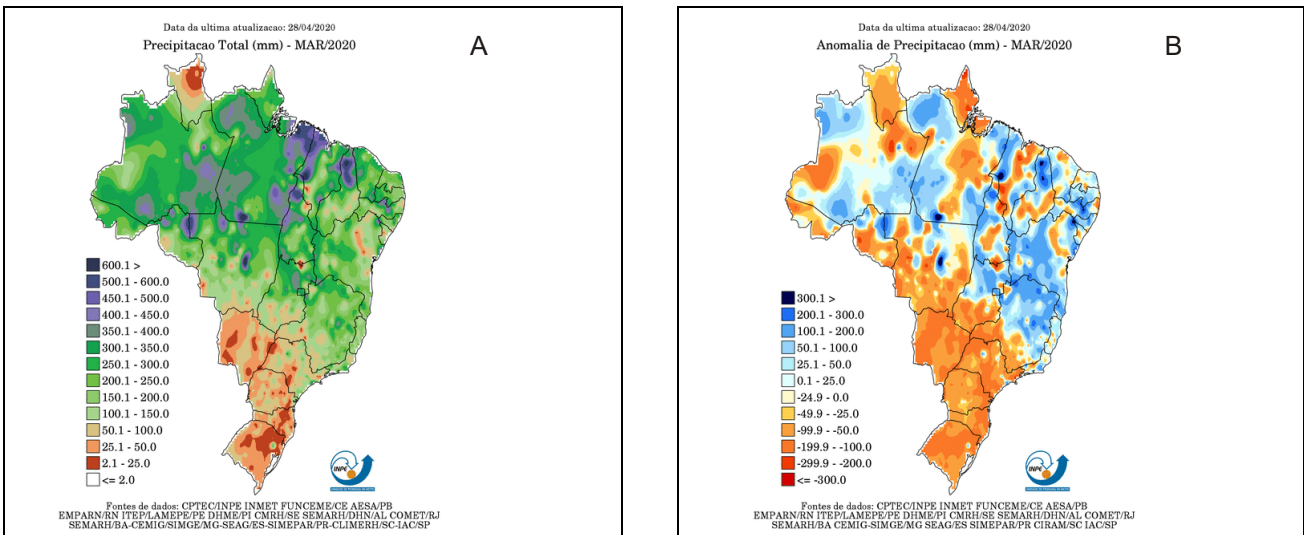 Data da ultima atualizacao: 28/04/2020
Precipitacao Total (mm) - MAR/2020
A
600.1 >
500.1 - 600.0
450.1 - 500.0
400.1 - 450.0
350.1 - 400.0
300.1 - 350.0
250.1 - 300.0
200.1 - 250.0
150.1 - 200.0
100.1 - 150.0
50.1 - 100.0
25.1 - 50.0
2.1 - 25.0
<= 2.0
INPE
Fontes de dados: CPTEC/INPE INMET FUNCEME/CE AESA/PB
EMPARN/RN ITEP/LAMEPE/PE DHME/PI CMRH/SE SEMARH/DHN/AL COMET/RJ
SEMARH/BA-CEMIG/SIMGE/MG-SEAG/ES-SIMEPAR/PR-CLIMERH/SC-IAC/SP
Data da ultima atualizacao: 28/04/2020
Anomalia de Precipitacao (mm) - MAR/2020
B
300.1 >
200.1 - 300.0
100.1 - 200.0
50.1 - 100.0
25.1 - 50.0
0.1 - 25.0
-24.9 - 0.0
-49.9 - -25.0
-99.9 - -50.0
-199.9 - -100.0
-299.9 - -200.0
<= -300.0
INPE
Fontes de dados: CPTEC/INPE INMET FUNCEME/CE AESA/PB
EMPARN/RN ITEP/LAMEPE/PE DHME/PI CMRH/SE SEMARH/DHN/AL COMET/RJ
SEMARH/BA CEMIG-SIMGE/MG SEAG/ES SIMEPAR/PR CIRAM/SC IAC/SP